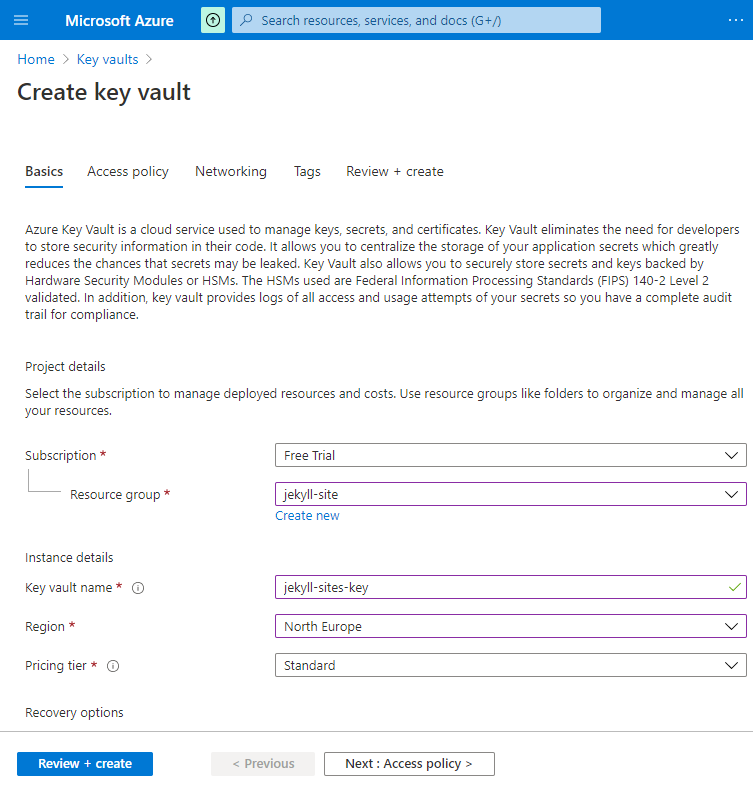 Microsoft Azure
Search resources, services, and docs (G+/)
...
Home > Key vaults >
Create key vault
Basics Access policy Networking Tags Review + create
Azure Key Vault is a cloud service used to manage keys, secrets, and certificates. Key Vault eliminates the need for developers
to store security information in their code. It allows you to centralize the storage of your application secrets which greatly
reduces the chances that secrets may be leaked. Key Vault also allows you to securely store secrets and keys backed by
Hardware Security Modules or HSMs. The HSMs used are Federal Information Processing Standards (FIPS) 140-2 Level 2
validated. In addition, key vault provides logs of all access and usage attempts of your secrets so you have a complete audit
trail for compliance.
Project details
Select the subscription to manage deployed resources and costs. Use resource groups like folders to organize and manage all
your resources.
Subscription * Free Trial
Resource group * jekyll-site
Create new
Instance details
Key vault name * jekyll-sites-key
Region * North Europe
Pricing tier * Standard
Recovery options
Review + create < Previous Next : Access policy >